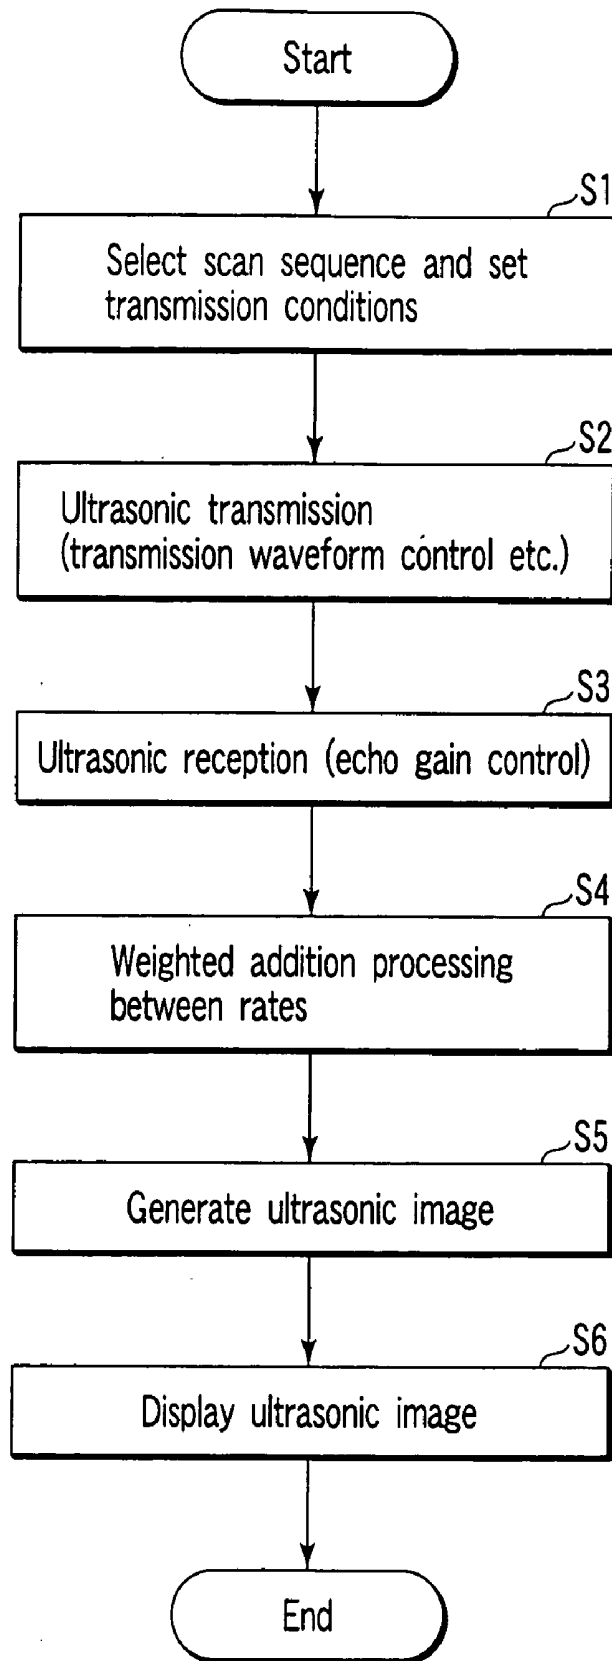 Start
S1
Select scan sequence and set
transmission conditions
S2
Ultrasonic transmission
(transmission waveform control etc.)
S3
Ultrasonic reception (echo gain control)
S4
Weighted addition processing
between rates
S5
Generate ultrasonic image
S6
Display ultrasonic image
End